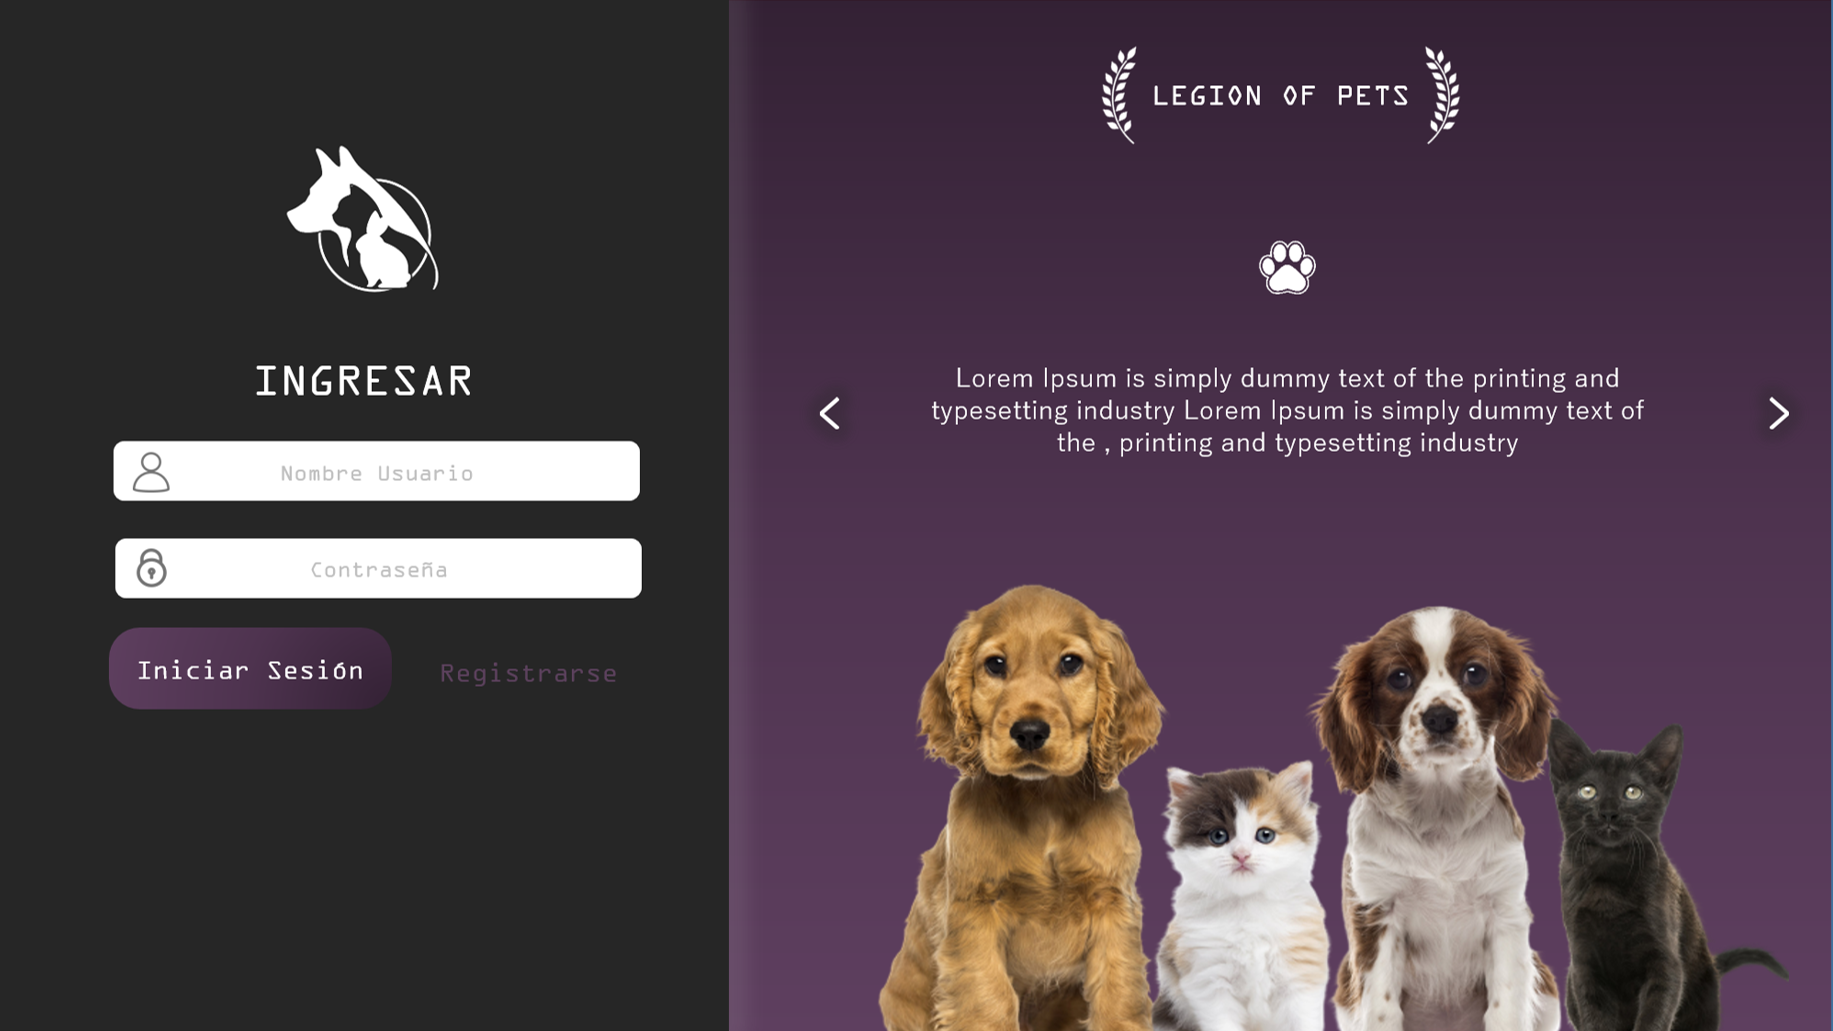 INGRESAR
Nombre Usuario
Contraseña
Iniciar Sesión
Registrarse
LEGION OF PETS
Lorem Ipsum is simply dummy text of the printing and
typesetting industry Lorem Ipsum is simply dummy text of
the , printing and typesetting industry